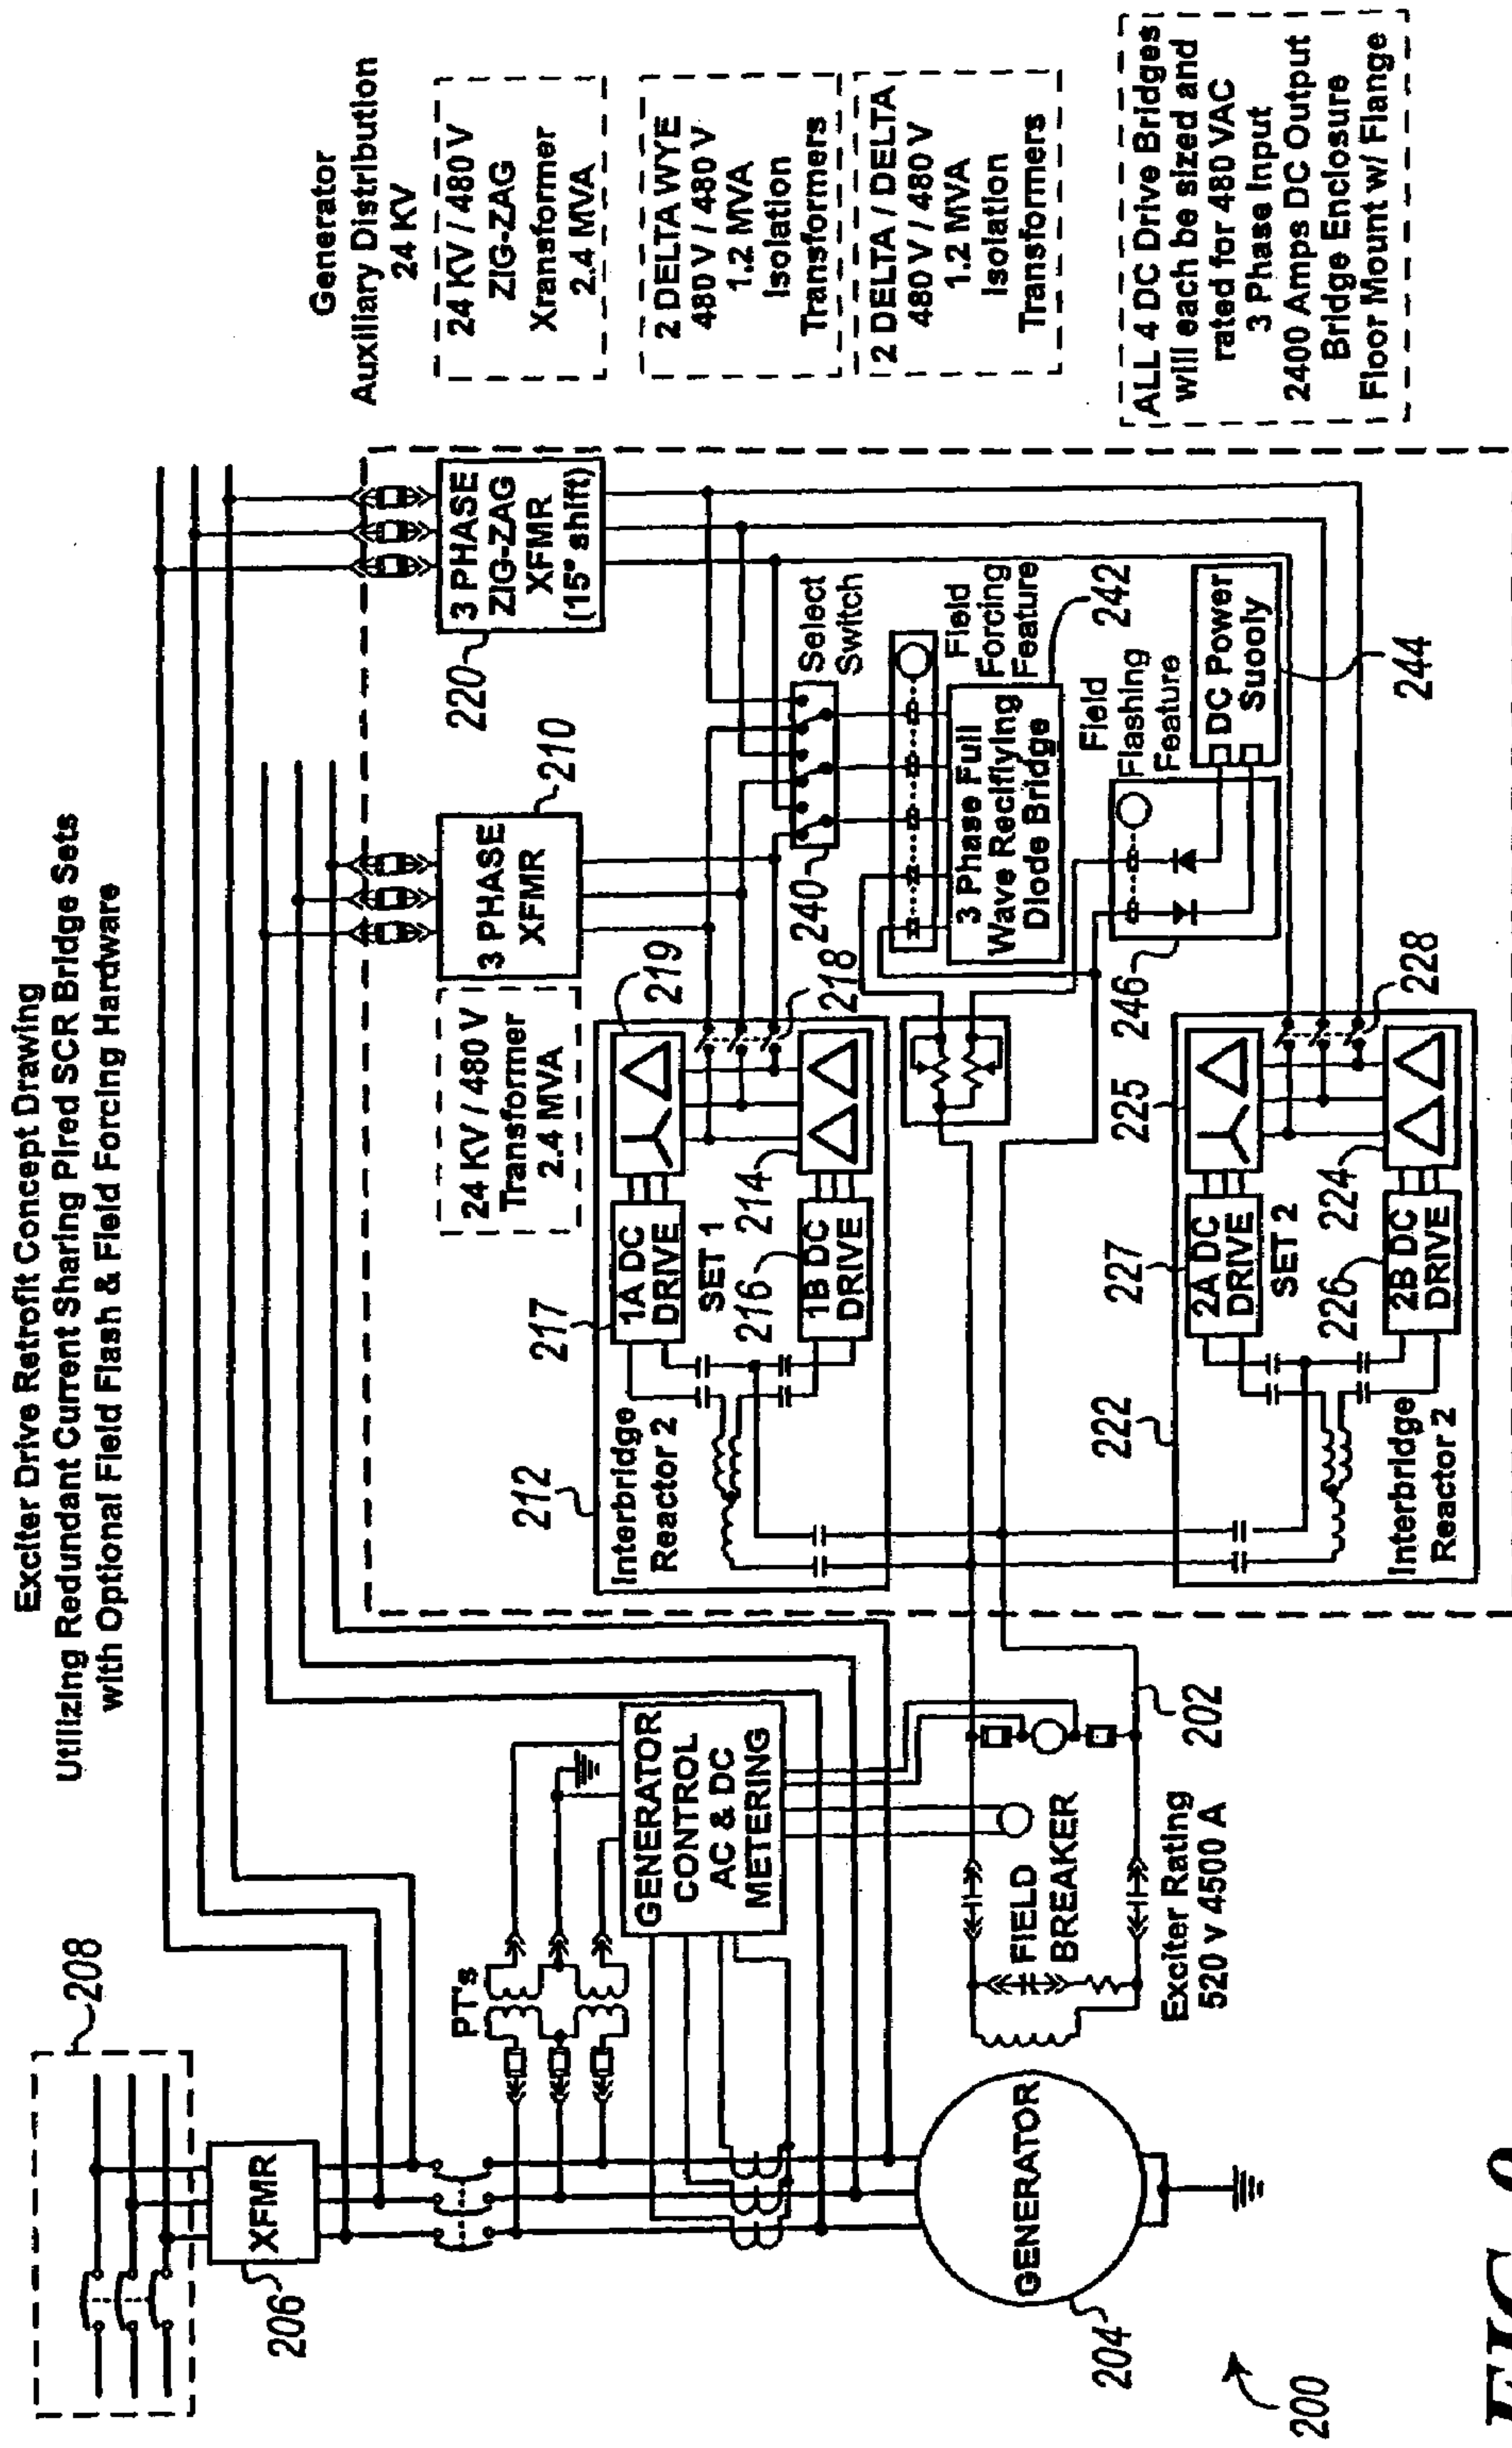 Exciter Drive Retrofit Concept Drawing
Utilizing Redundant Current Sharing Pired SCR Bridge Sets
with Optional Field Flash & Field Forcing Hardware
208
XFMR
206
PT's
GENERATOR
CONTROL
AC & DC
METERING
GENERATOR
204
200
FIELD
BREAKER
Exciter Rating
520 v 4500 A
202
24 KV / 480 V
Transformer
2.4 MVA
3 PHASE
XFMR
210
3 PHASE
ZIG-ZAG
XFMR
(15° shift)
220
212
Interbridge
Reactor 2
217
1A DC
DRIVE
SET 1
216
214
1B DC
DRIVE
219
218
240
Select
Switch
Field
Forcing
Feature
3 Phase Full
Wave Recifiying
Diode Bridge
242
Field
Flashing
Feature
DC Power
Suooly
244
246
222
Interbridge
Reactor 2
227
2A DC
DRIVE
SET 2
226
224
2B DC
DRIVE
225
228
Generator
Auxiliary Distribution
24 KV
24 KV / 480 V
ZIG-ZAG
Xransfomer
2.4 MVA
2 DELTA WYE
480 V / 480 V
1.2 MVA
Isolation
Transformers
2 DELTA / DELTA
480 V / 480 V
1.2 MVA
Isolation
Transformers
ALL 4 DC Drive Bridges
will each be sized and
rated for 480 VAC
3 Phase Input
2400 Amps DC Output
Bridge Enclosure
Floor Mount w/ Flange